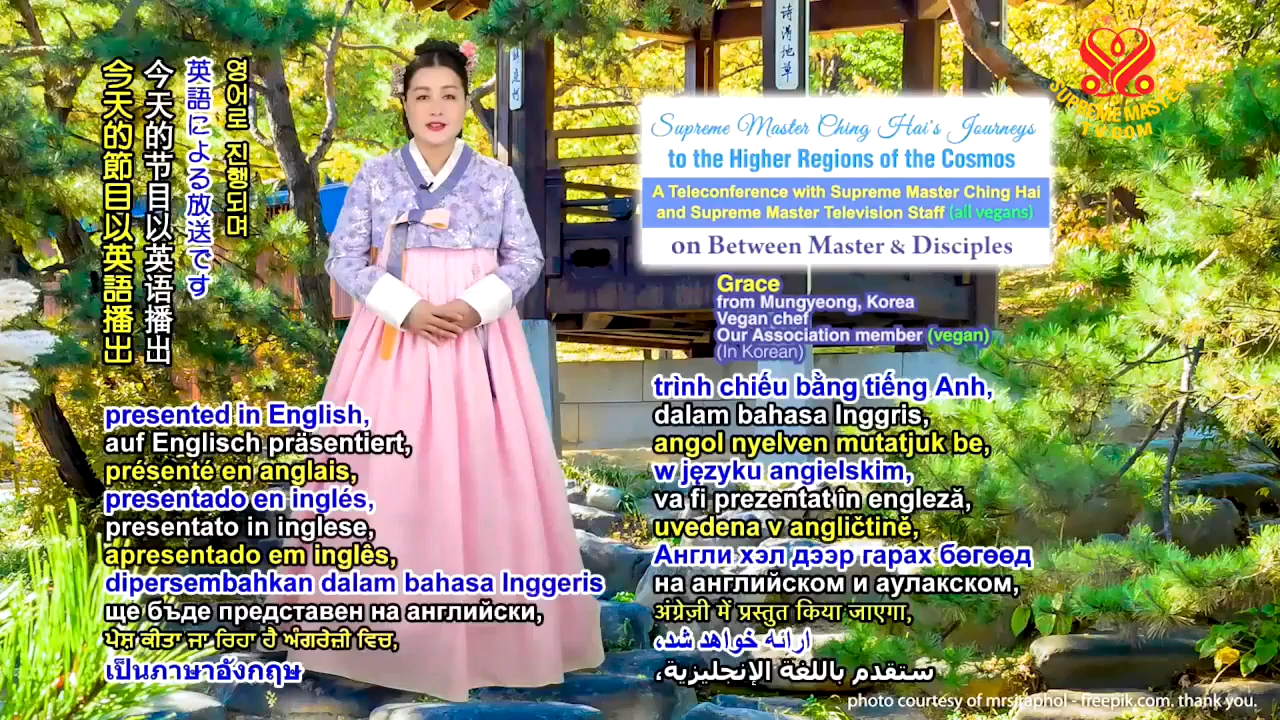 영어로 진행되며
英語による放送です
今天的节目以英语播出
今天的節目以英語播出
诗满地草
SUPREME MASTER
TV.COM
Supreme Master Ching Hai's Journeys
to the Higher Regions of the Cosmos
A Teleconference with Supreme Master Ching Hai
and Supreme Master Television Staff (all vegans)
on Between Master & Disciples
Grace
from Mungyeong, Korea
Vegan chef
Our Association member (vegan)
(In Korean)
presented in English,
auf Englisch präsentiert,
présenté en anglais,
presentado en inglés,
presentato in inglese,
apresentado em inglês,
dipersembahkan dalam bahasa Inggeris
ще бъде представен на английски,
ਪੇਸ਼ ਕੀਤਾ ਜਾ ਰਿਹਾ ਹੈ ਅੰਗਰੇਜ਼ੀ ਵਿਚ,
เป็นภาษาอังกฤษ
trình chiếu bằng tiếng Anh,
dalam bahasa Inggris,
angol nyelven mutatjuk be,
w języku angielskim,
va fi prezentat în engleză,
uvedena v angličtině,
Англи хэл дээр гарах бөгөөд
на английском и аулакском,
अंग्रेज़ी में प्रस्तुत किया जाएगा,
ارائه خواهد شد،
ستقدم باللغة الإنجليزية،
photo courtesy of mrsiraphol - freepik.com. thank you.